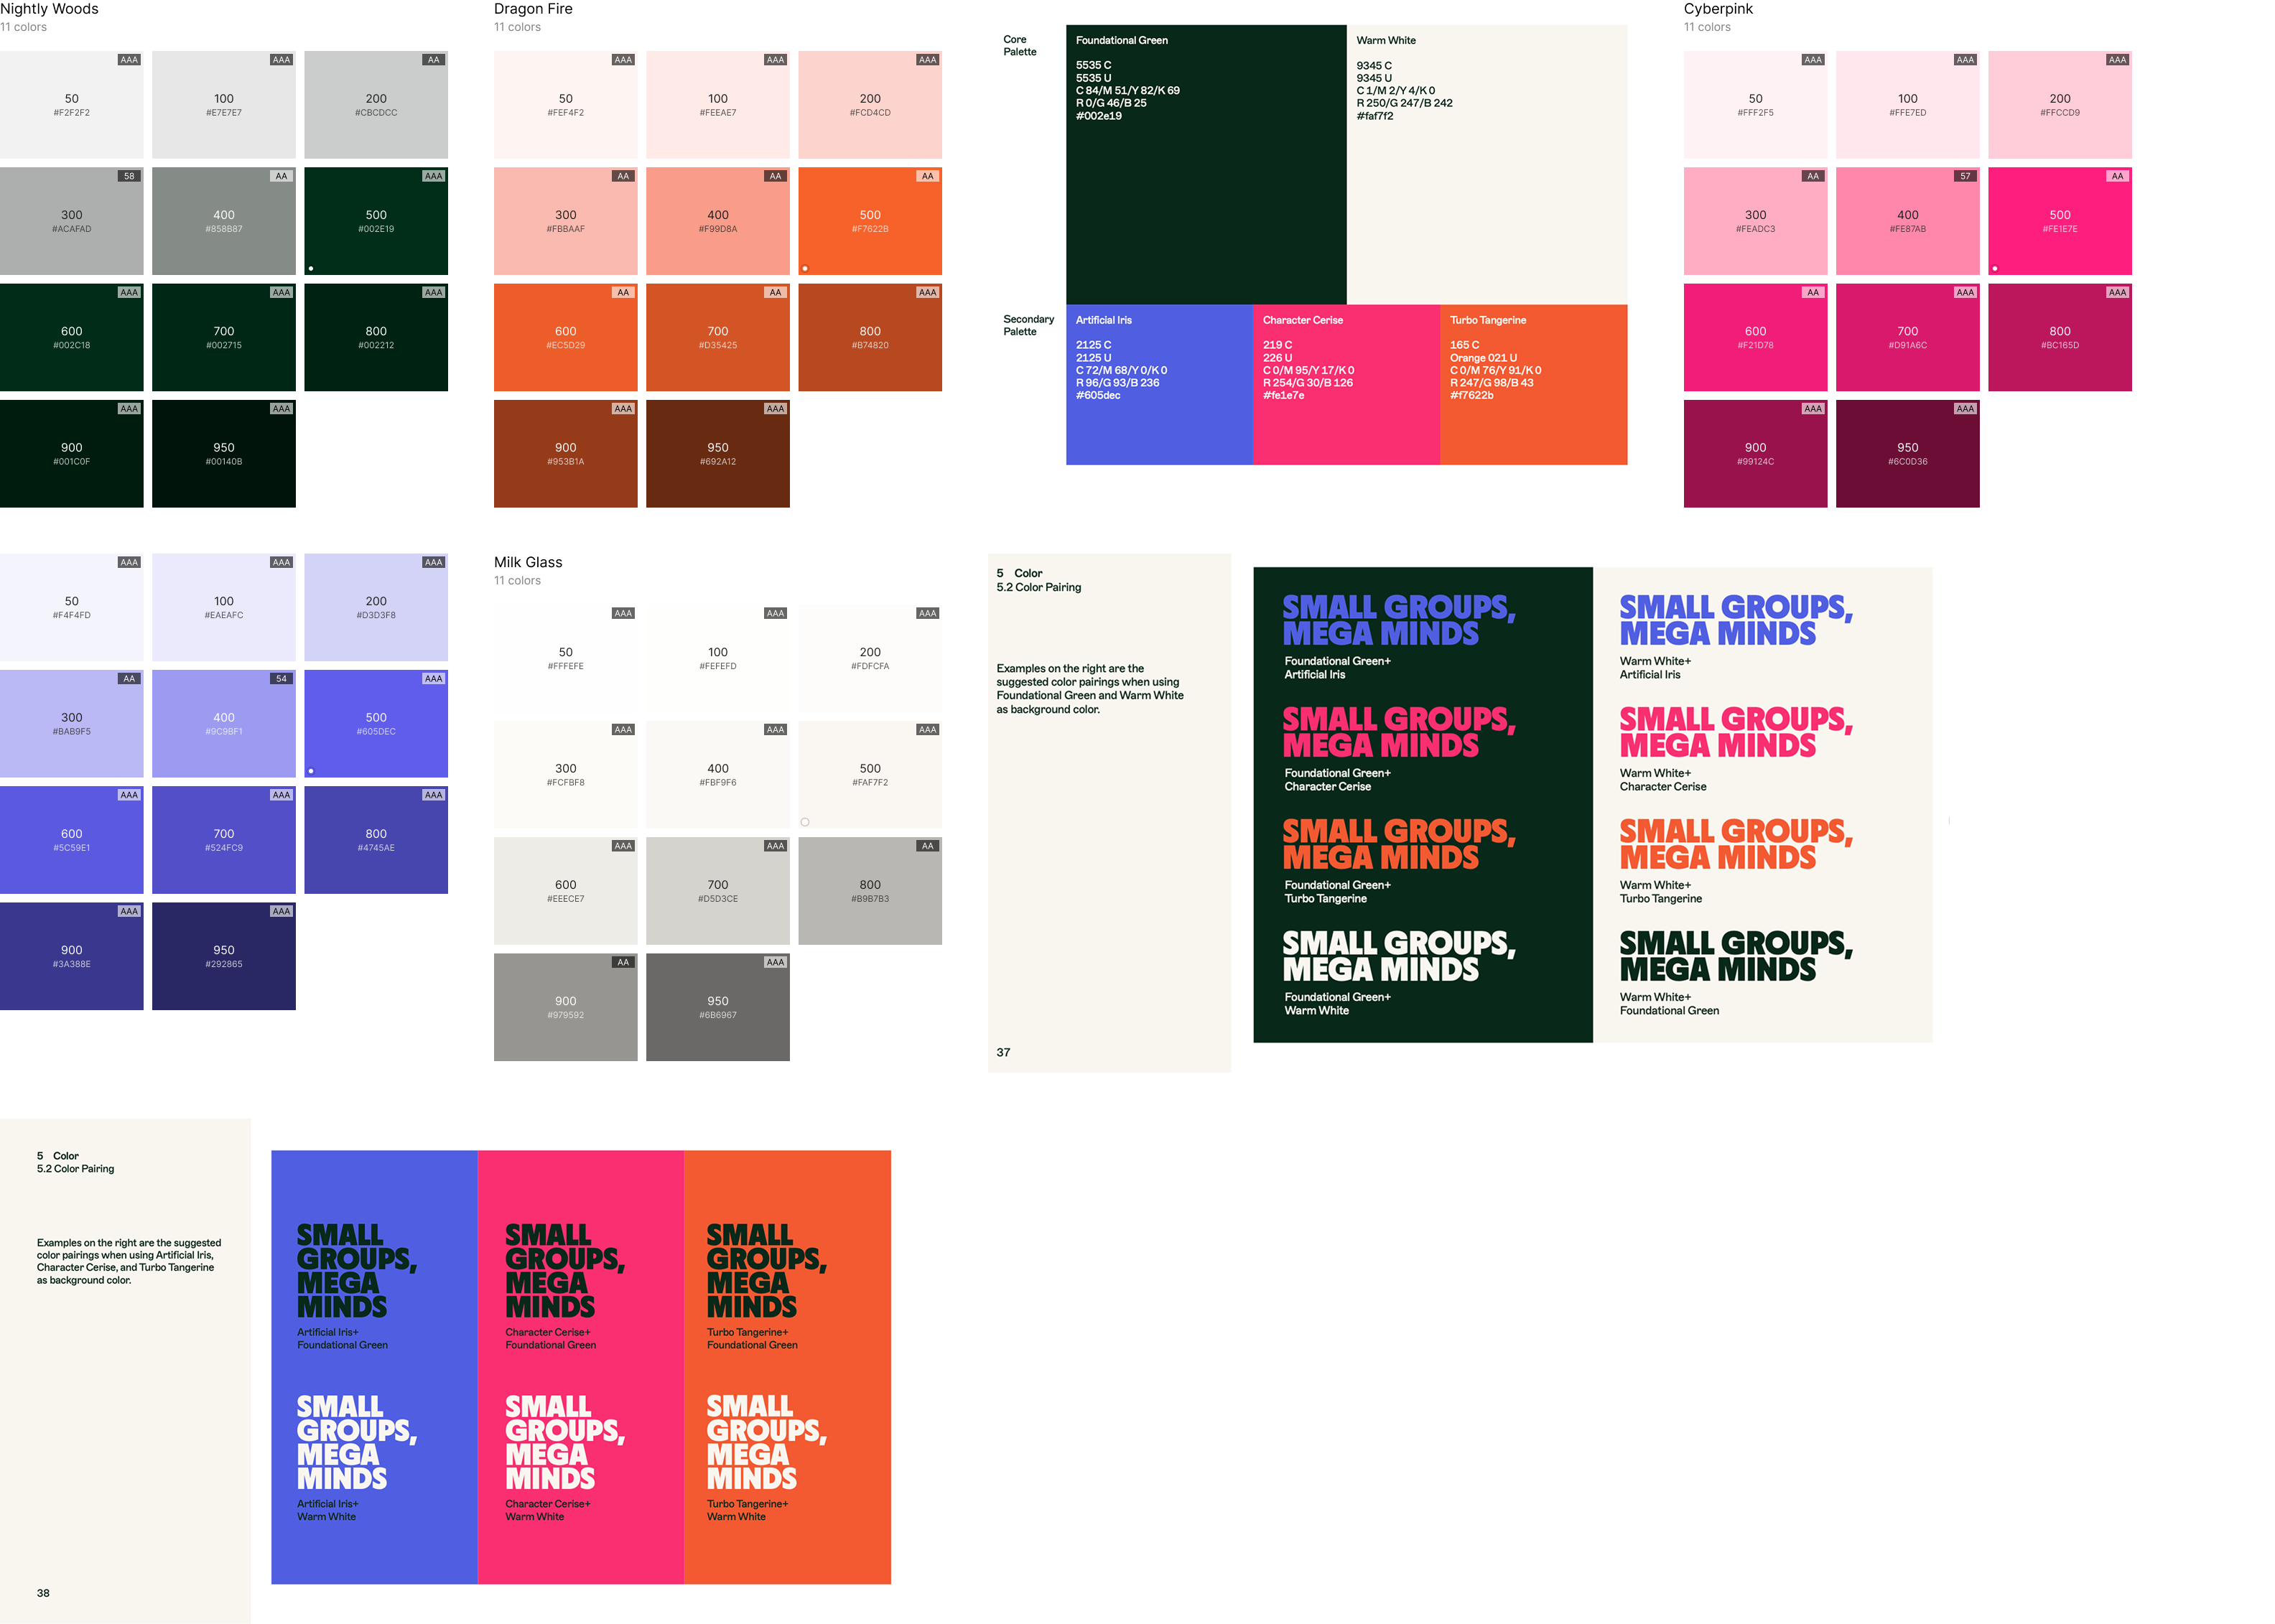 Nightly Woods
11 colors
AAA
50
#F2F2F2
AAA
100
#E7E7E7
AA
200
#CBCDCC
58
300
#ACAFAD
AA
400
#858B87
AAA
500
#002E19
AAA
600
#002C18
AAA
700
#002715
AAA
800
#002212
AAA
900
#001C0F
AAA
950
#00140B
Dragon Fire
11 colors
AAA
50
#FEF4F2
AAA
100
#FEEAE7
AAA
200
#FCD4CD
AA
300
#FBBAAF
AA
400
#F99D8A
AA
500
#F7622B
AA
600
#EC5D29
AA
700
#D35425
AAA
800
#B74820
AAA
900
#953B1A
AAA
950
#692A12
Core
Palette
Foundational Green
5535 C
5535 U
C 84/M 51/Y 82/K 69
R 0/G 46/B 25
#002e19
Warm White
9345 C
9345 U
C 1/M 2/Y 4/K 0
R 250/G 247/B 242
#faf7f2
Secondary
Palette
Artificial Iris
2125 C
2125 U
C 72/M 68/Y 0/K 0
R 96/G 93/B 236
#605dec
Character Cerise
219 C
226 U
C 0/M 95/Y 17/K 0
R 254/G 30/B 126
#fe1e7e
Turbo Tangerine
165 C
Orange 021 U
C 0/M 76/Y 91/K 0
R 247/G 98/B 43
#f7622b
Cyberpink
11 colors
AAA
50
#FFF2F5
AAA
100
#FFE7ED
AAA
200
#FFCCD9
AA
300
#FEADC3
57
400
#FE87AB
AA
500
#FE1E7E
AA
600
#F21D78
AAA
700
#D91A6C
AAA
800
#BC165D
AAA
900
#99124C
AAA
950
#6C0D36
AAA
50
#F4F4FD
AAA
100
#EAEAFC
AAA
200
#D3D3F8
AA
300
#BAB9F5
54
400
#9C9BF1
AAA
500
#605DEC
AAA
600
#5C59E1
AAA
700
#524FC9
AAA
800
#4745AE
AAA
900
#3A388E
AAA
950
#292865
Milk Glass
11 colors
AAA
50
#FFFEFE
AAA
100
#FEFEFD
AAA
200
#FDFCFA
AAA
300
#FCFBF8
AAA
400
#FBF9F6
AAA
500
#FAF7F2
AAA
600
#EEECE7
AAA
700
#D5D3CE
AA
800
#B9B7B3
AA
900
#979592
AAA
950
#6B6967
5 Color
5.2 Color Pairing
Examples on the right are the
suggested color pairings when using
Foundational Green and Warm White
as background color.
37
SMALL GROUPS,
MEGA MINDS
Foundational Green+
Artificial Iris
SMALL GROUPS,
MEGA MINDS
Foundational Green+
Character Cerise
SMALL GROUPS,
MEGA MINDS
Foundational Green+
Turbo Tangerine
SMALL GROUPS,
MEGA MINDS
Foundational Green+
Warm White
SMALL GROUPS,
MEGA MINDS
Warm White+
Artificial Iris
SMALL GROUPS,
MEGA MINDS
Warm White+
Character Cerise
SMALL GROUPS,
MEGA MINDS
Warm White+
Turbo Tangerine
SMALL GROUPS,
MEGA MINDS
Warm White+
Foundational Green
5 Color
5.2 Color Pairing
Examples on the right are the suggested
color pairings when using Artificial Iris,
Character Cerise, and Turbo Tangerine
as background color.
38
SMALL
GROUPS,
MEGA
MINDS
Artificial Iris+
Foundational Green
SMALL
GROUPS,
MEGA
MINDS
Character Cerise+
Foundational Green
SMALL
GROUPS,
MEGA
MINDS
Turbo Tangerine+
Foundational Green
SMALL
GROUPS,
MEGA
MINDS
Artificial Iris+
Warm White
SMALL
GROUPS,
MEGA
MINDS
Character Cerise+
Warm White
SMALL
GROUPS,
MEGA
MINDS
Turbo Tangerine+
Warm White